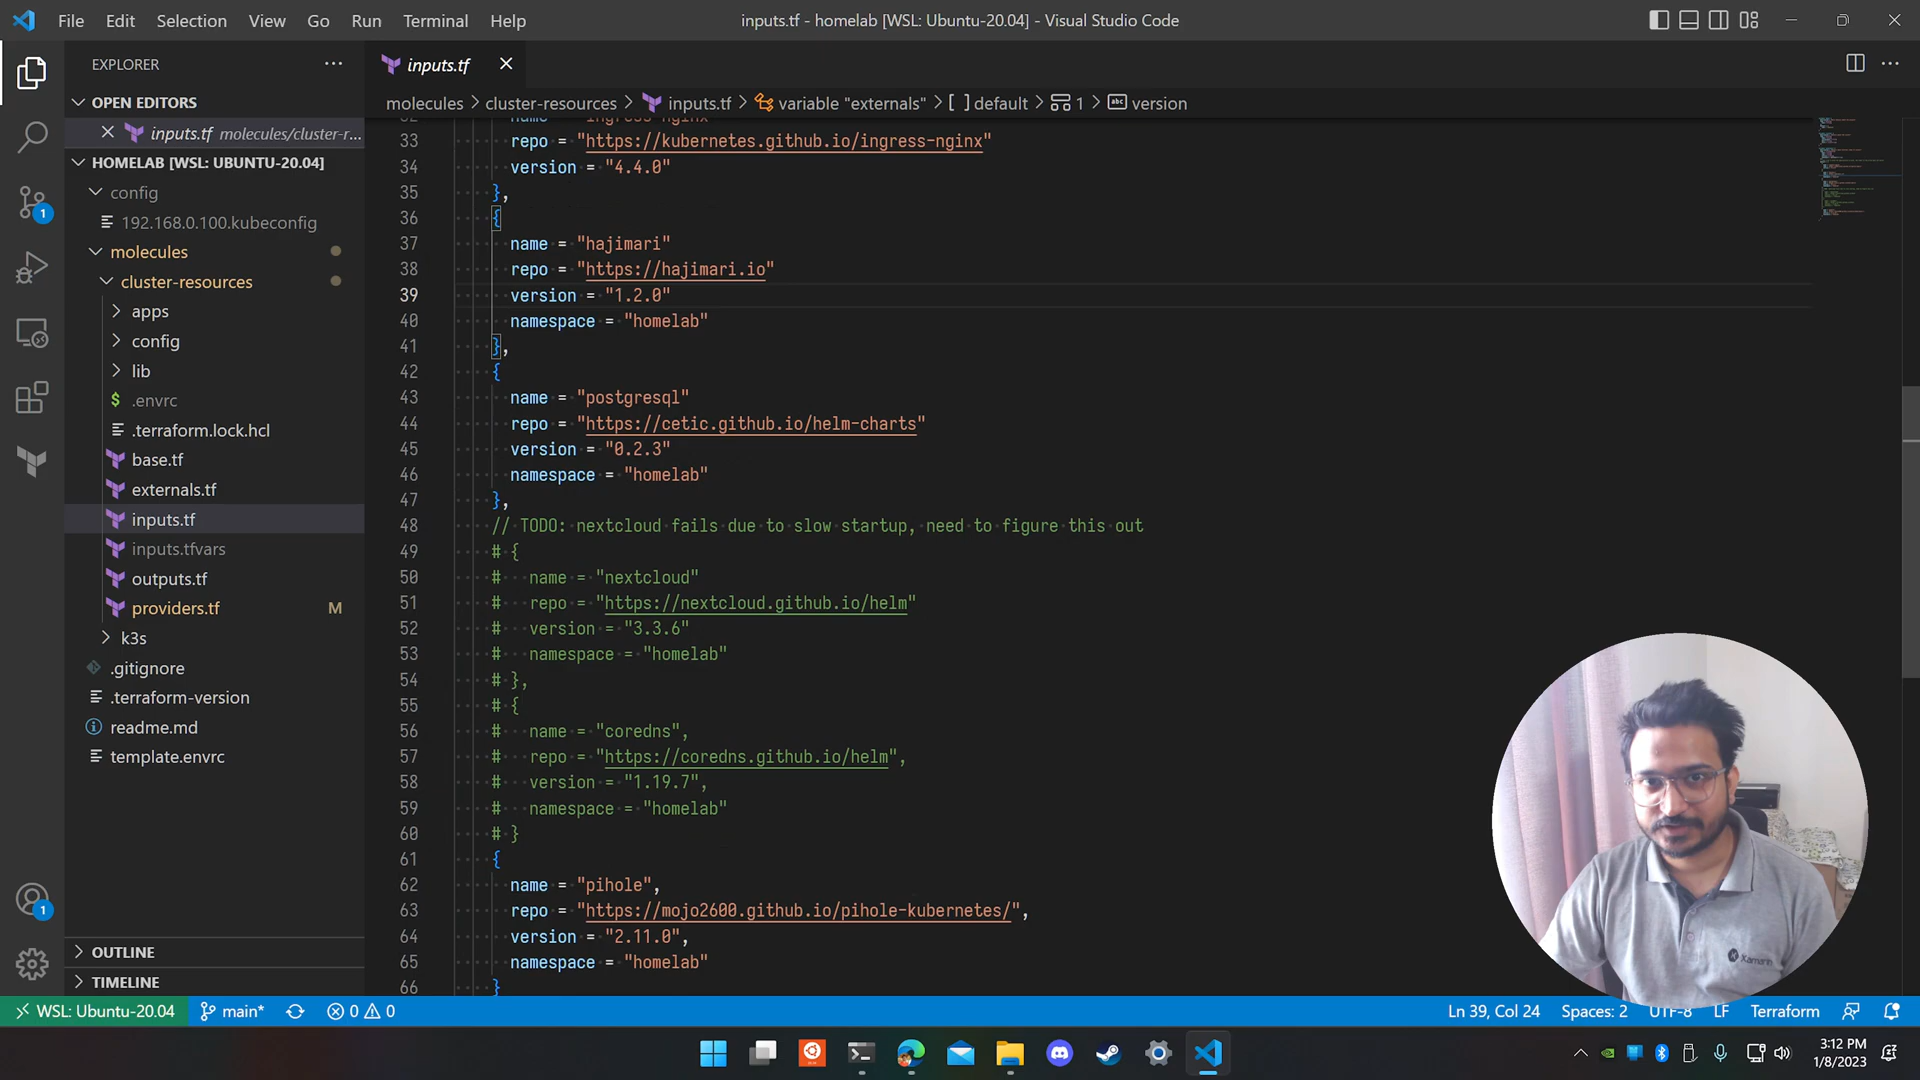 File Edit Selection View Go Run Terminal Help
inputs.tf - homelab [WSL: Ubuntu-20.04] - Visual Studio Code
EXPLORER
inputs.tf
OPEN EDITORS
molecules > cluster-resources > inputs.tf > variable "externals" > [ ] default > 1 > version
inputs.tf molecules/cluster-r...
HOMELAB [WSL: UBUNTU-20.04]
config
192.168.0.100.kubeconfig
molecules
cluster-resources
apps
config
lib
.envrc
.terraform.lock.hcl
base.tf
externals.tf
inputs.tf
inputs.tfvars
outputs.tf
providers.tf M
k3s
.gitignore
.terraform-version
readme.md
template.envrc
OUTLINE
TIMELINE
1
1
32 name = "ingress-nginx"
33 repo = "https://kubernetes.github.io/ingress-nginx"
34 version = "4.4.0"
35 },
36 {
37 name = "hajimari"
38 repo = "https://hajimari.io"
39 version = "1.2.0"
40 namespace = "homelab"
41 },
42 {
43 name = "postgresql"
44 repo = "https://cetic.github.io/helm-charts"
45 version = "0.2.3"
46 namespace = "homelab"
47 },
48 // TODO: nextcloud fails due to slow startup, need to figure this out
49 # {
50 # name = "nextcloud"
51 # repo = "https://nextcloud.github.io/helm"
52 # version = "3.3.6"
53 # namespace = "homelab"
54 # },
55 # {
56 # name = "coredns",
57 # repo = "https://coredns.github.io/helm",
58 # version = "1.19.7",
59 # namespace = "homelab"
60 # }
61 {
62 name = "pihole",
63 repo = "https://mojo2600.github.io/pihole-kubernetes/",
64 version = "2.11.0",
65 namespace = "homelab"
66 }
Xamarin
WSL: Ubuntu-20.04 main* 0 0
Ln 39, Col 24 Spaces: 2 UTF-8 LF Terraform
3:12 PM
1/8/2023